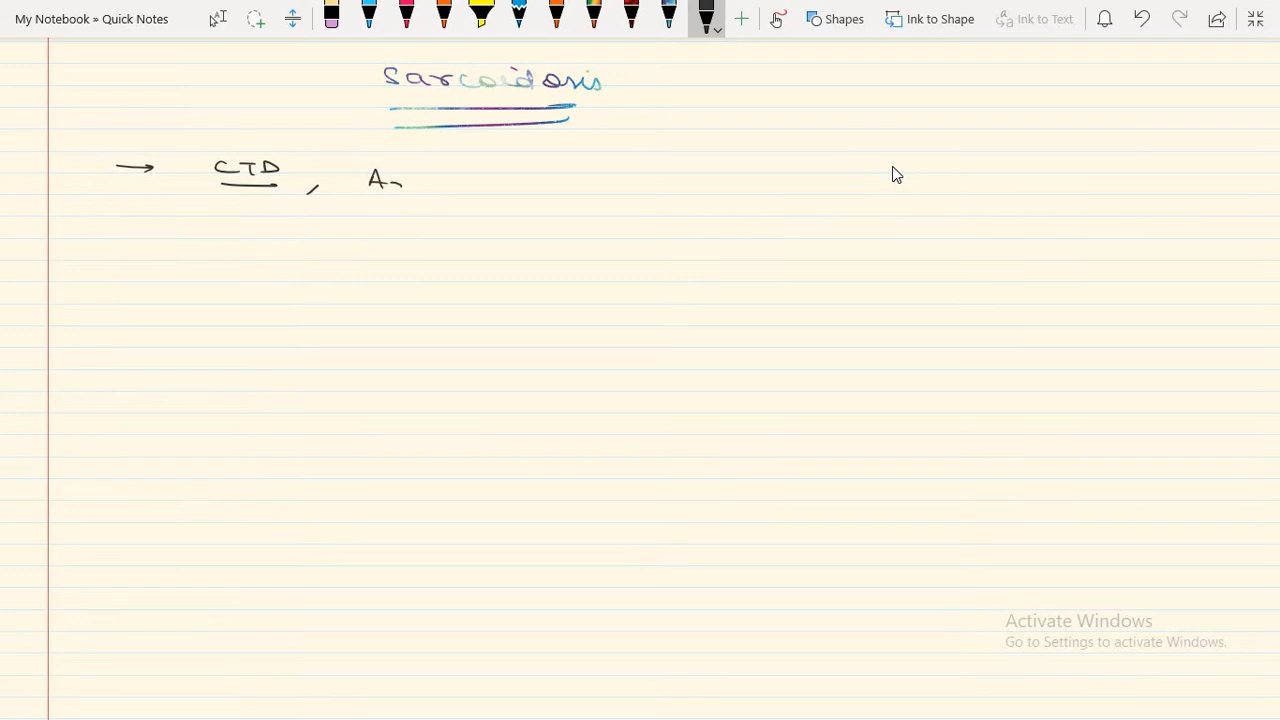 My Notebook » Quick Notes Shapes Ink to Shape Ink to Text
Sarcoidosis
→ CTD ,
Activate Windows
Go to Settings to activate Windows.